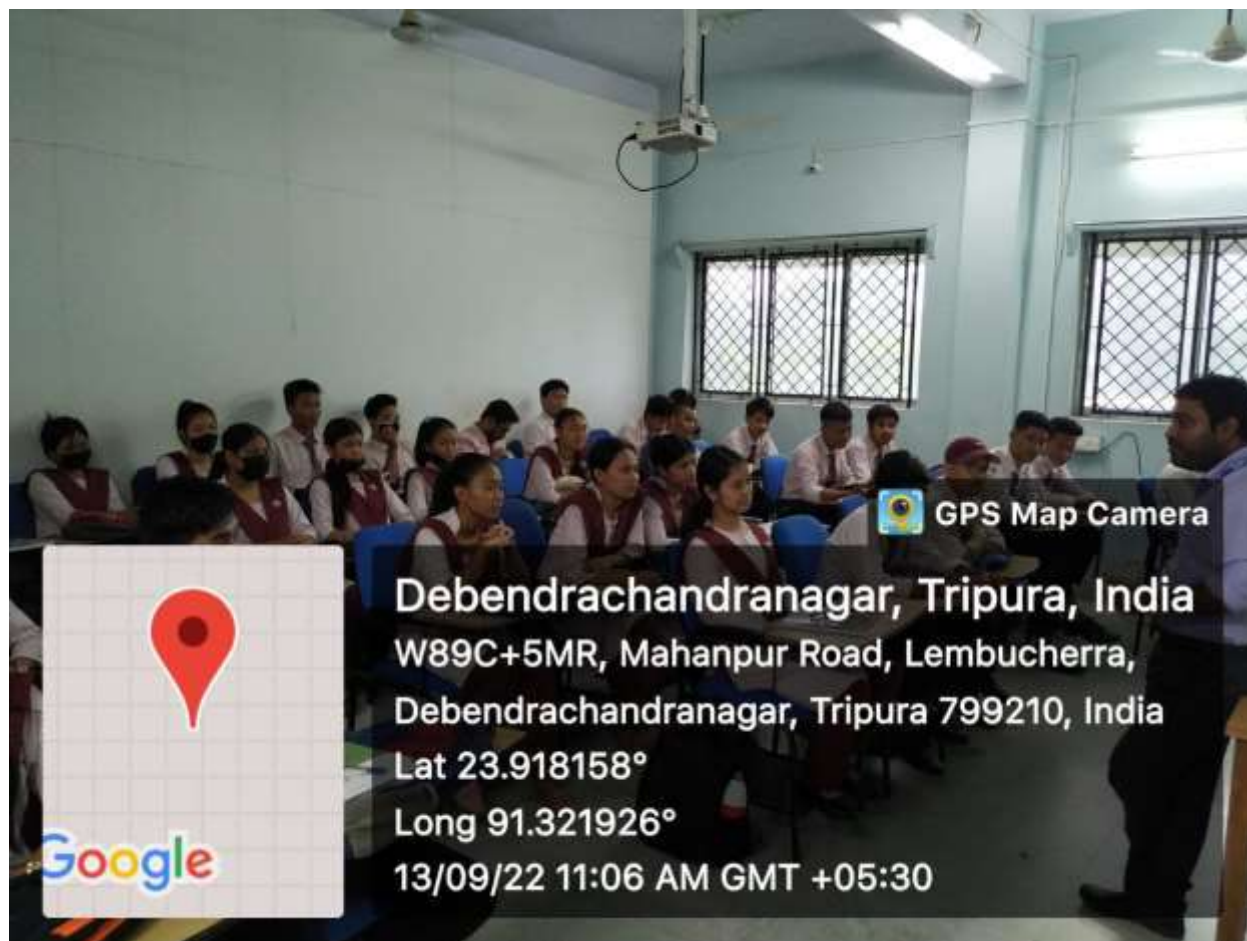 GPS Map Camera
Debendrachandranagar, Tripura, India
W89C+5MR, Mahanpur Road, Lembucherra,
Debendrachandranagar, Tripura 799210, India
Lat 23.918158°
Long 91.321926°
13/09/22 11:06 AM GMT +05:30
Google